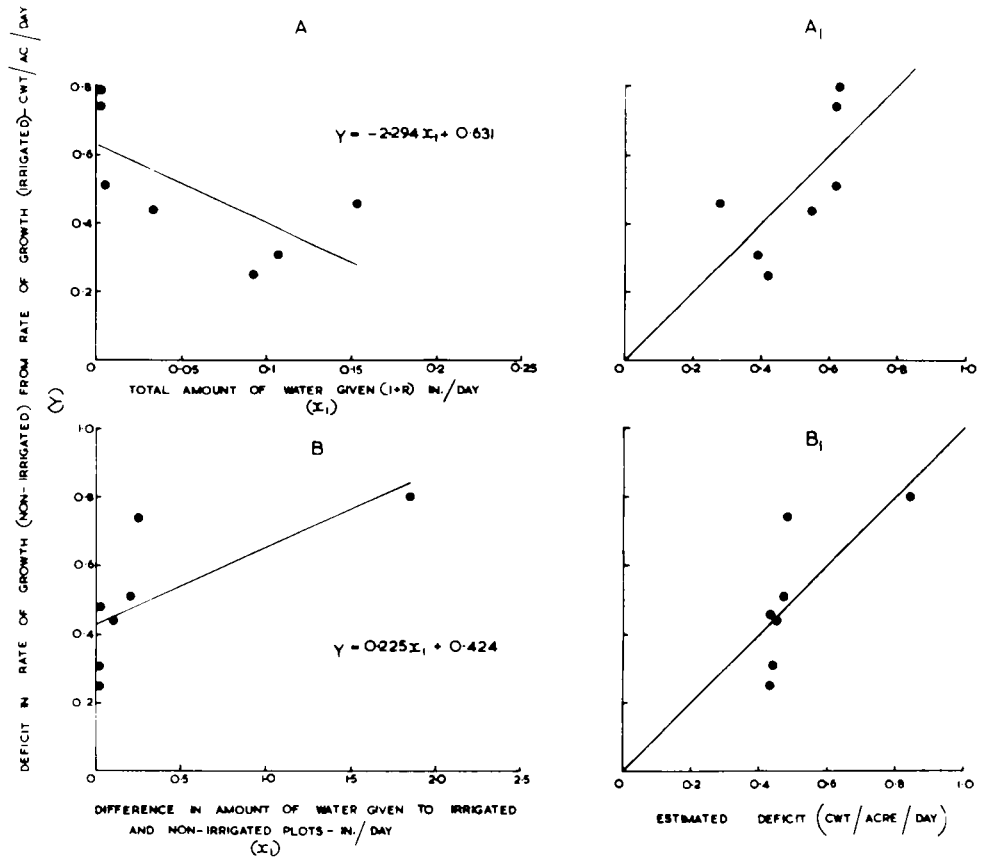 DEFICIT IN RATE OF GROWTH (NON-IRRIGATED) FROM RATE OF GROWTH (IRRIGATED)-CWT/AC/DAY
(Y)
A
0·8
0·6
0·4
0·2
Y = -2·294x₁ + 0·631
0 0·05 0·1 0·15 0·2 0·25
TOTAL AMOUNT OF WATER GIVEN (I+R) IN./DAY
(x₁)
A₁
0 0·2 0·4 0·6 0·8 1·0
B
1·0
0·8
0·6
0·4
0·2
Y = 0·225x₁ + 0·424
0 0·5 1·0 1·5 2·0 2·5
DIFFERENCE IN AMOUNT OF WATER GIVEN TO IRRIGATED
AND NON-IRRIGATED PLOTS - IN./DAY
(x₁)
B₁
0 0·2 0·4 0·6 0·8 1·0
ESTIMATED DEFICIT (CWT/ACRE/DAY)